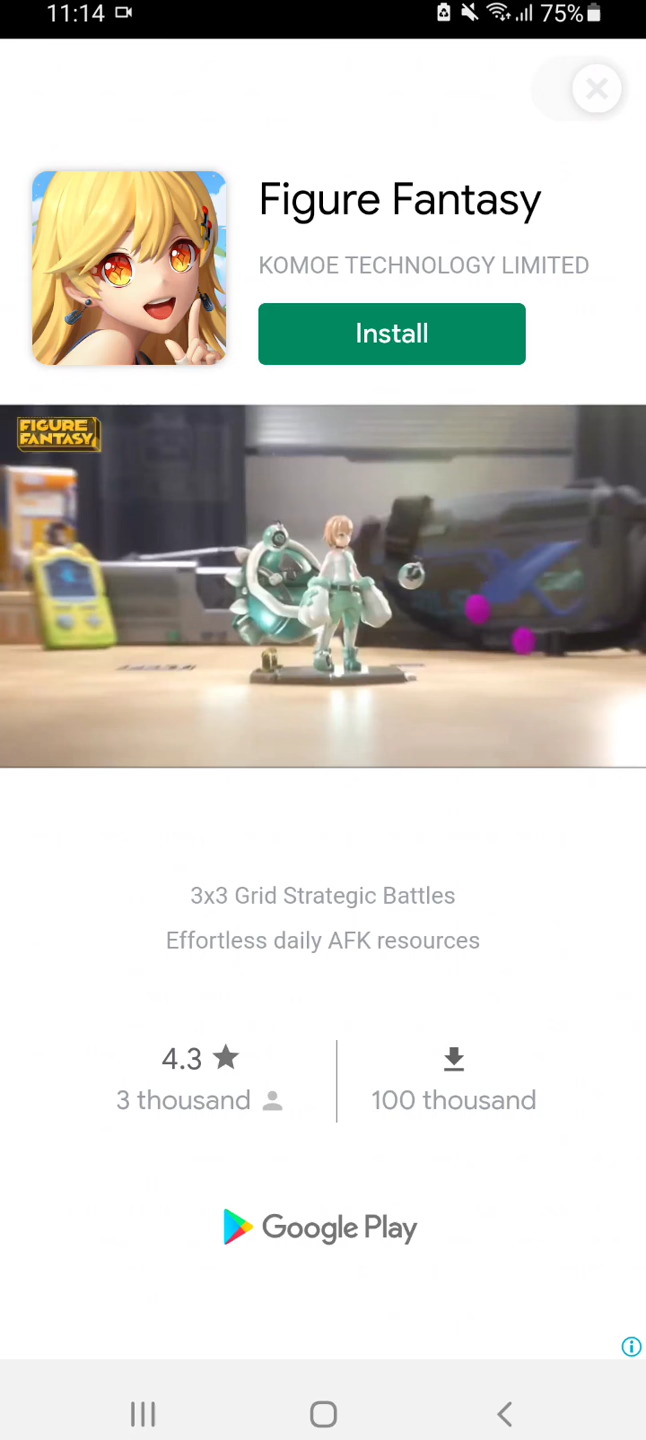 11:14
75%
Figure Fantasy
KOMOE TECHNOLOGY LIMITED
Install
FIGURE
FANTASY
3x3 Grid Strategic Battles
Effortless daily AFK resources
4.3
3 thousand
100 thousand
Google Play